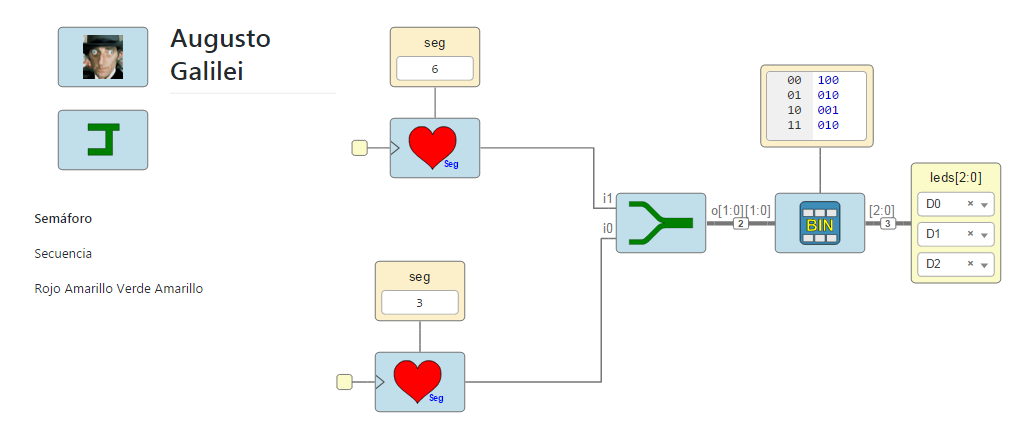 Augusto
Galilei
seg
6
Seg
00 100
01 010
10 001
11 010
leds[2:0]
D0
D1
D2
i1
i0
o[1:0][1:0]
2
BIN
[2:0]
3
Semáforo
Secuencia
Rojo Amarillo Verde Amarillo
seg
3
Seg